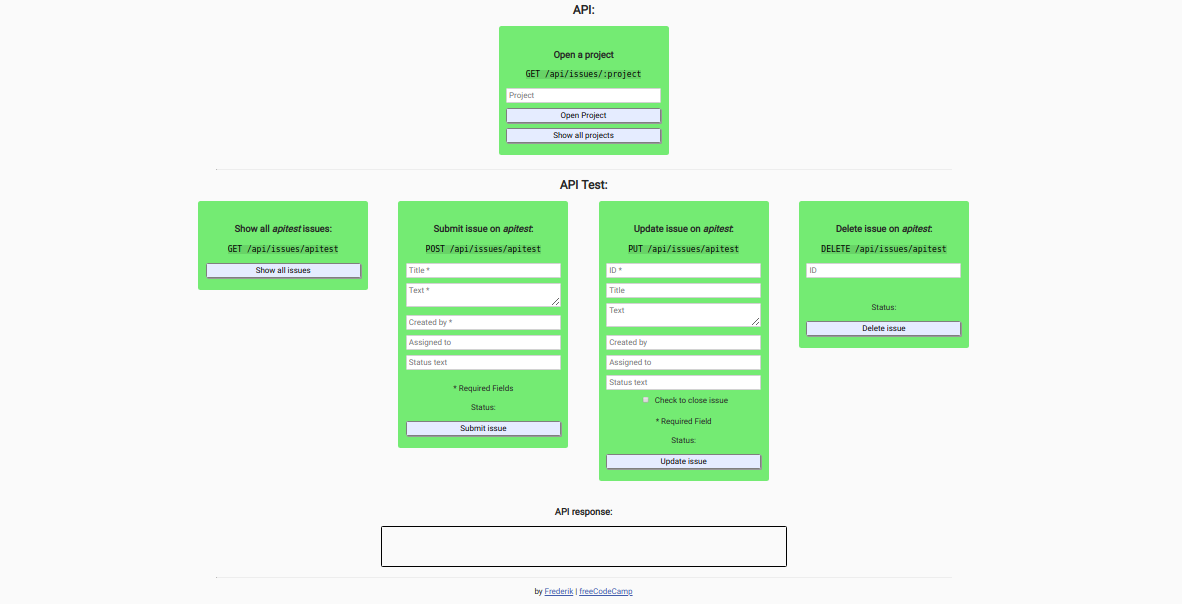 API:
Open a project
GET /api/issues/:project
Project
Open Project
Show all projects
API Test:
Show all apitest issues:
GET /api/issues/apitest
Show all issues
Submit issue on apitest:
POST /api/issues/apitest
Title *
Text *
Created by *
Assigned to
Status text
* Required Fields
Status:
Submit issue
Update issue on apitest:
PUT /api/issues/apitest
ID *
Title
Text
Created by
Assigned to
Status text
Check to close issue
* Required Field
Status:
Update issue
Delete issue on apitest:
DELETE /api/issues/apitest
ID
Status:
Delete issue
API response:
by Frederik | freeCodeCamp